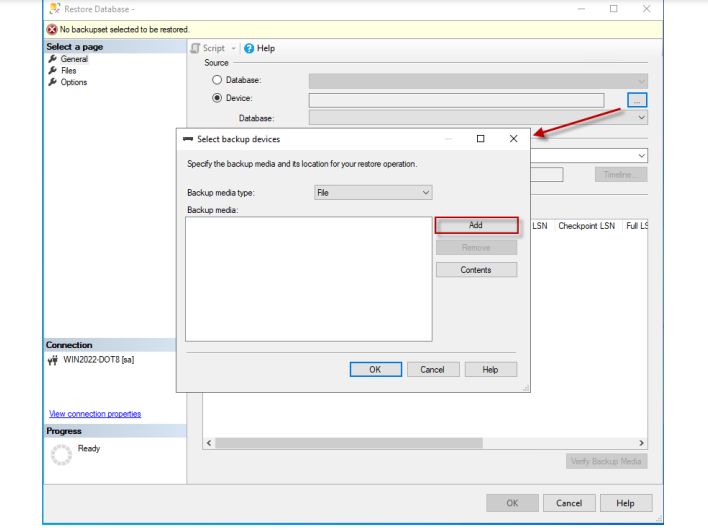 Restore Database -
No backupset selected to be restored.
Select a page
General
Files
Options
Script
Help
Source
Database:
Device:
...
Database:
Select backup devices
Specify the backup media and its location for your restore operation.
Backup media type:
File
Backup media:
Add
Remove
Contents
OK
Cancel
Help
Timeline...
LSN
Checkpoint LSN
Full LS
Connection
WIN2022-DOT8 [sa]
View connection properties
Progress
Ready
Verify Backup Media
OK
Cancel
Help